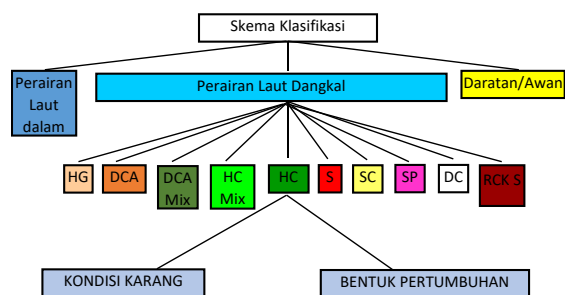 Skema Klasifikasi
Perairan
Laut
dalam
Perairan Laut Dangkal
Daratan/Awan
HG
DCA
DCA
Mix
HC
Mix
HC
S
SC
SP
DC
RCK S
KONDISI KARANG
BENTUK PERTUMBUHAN